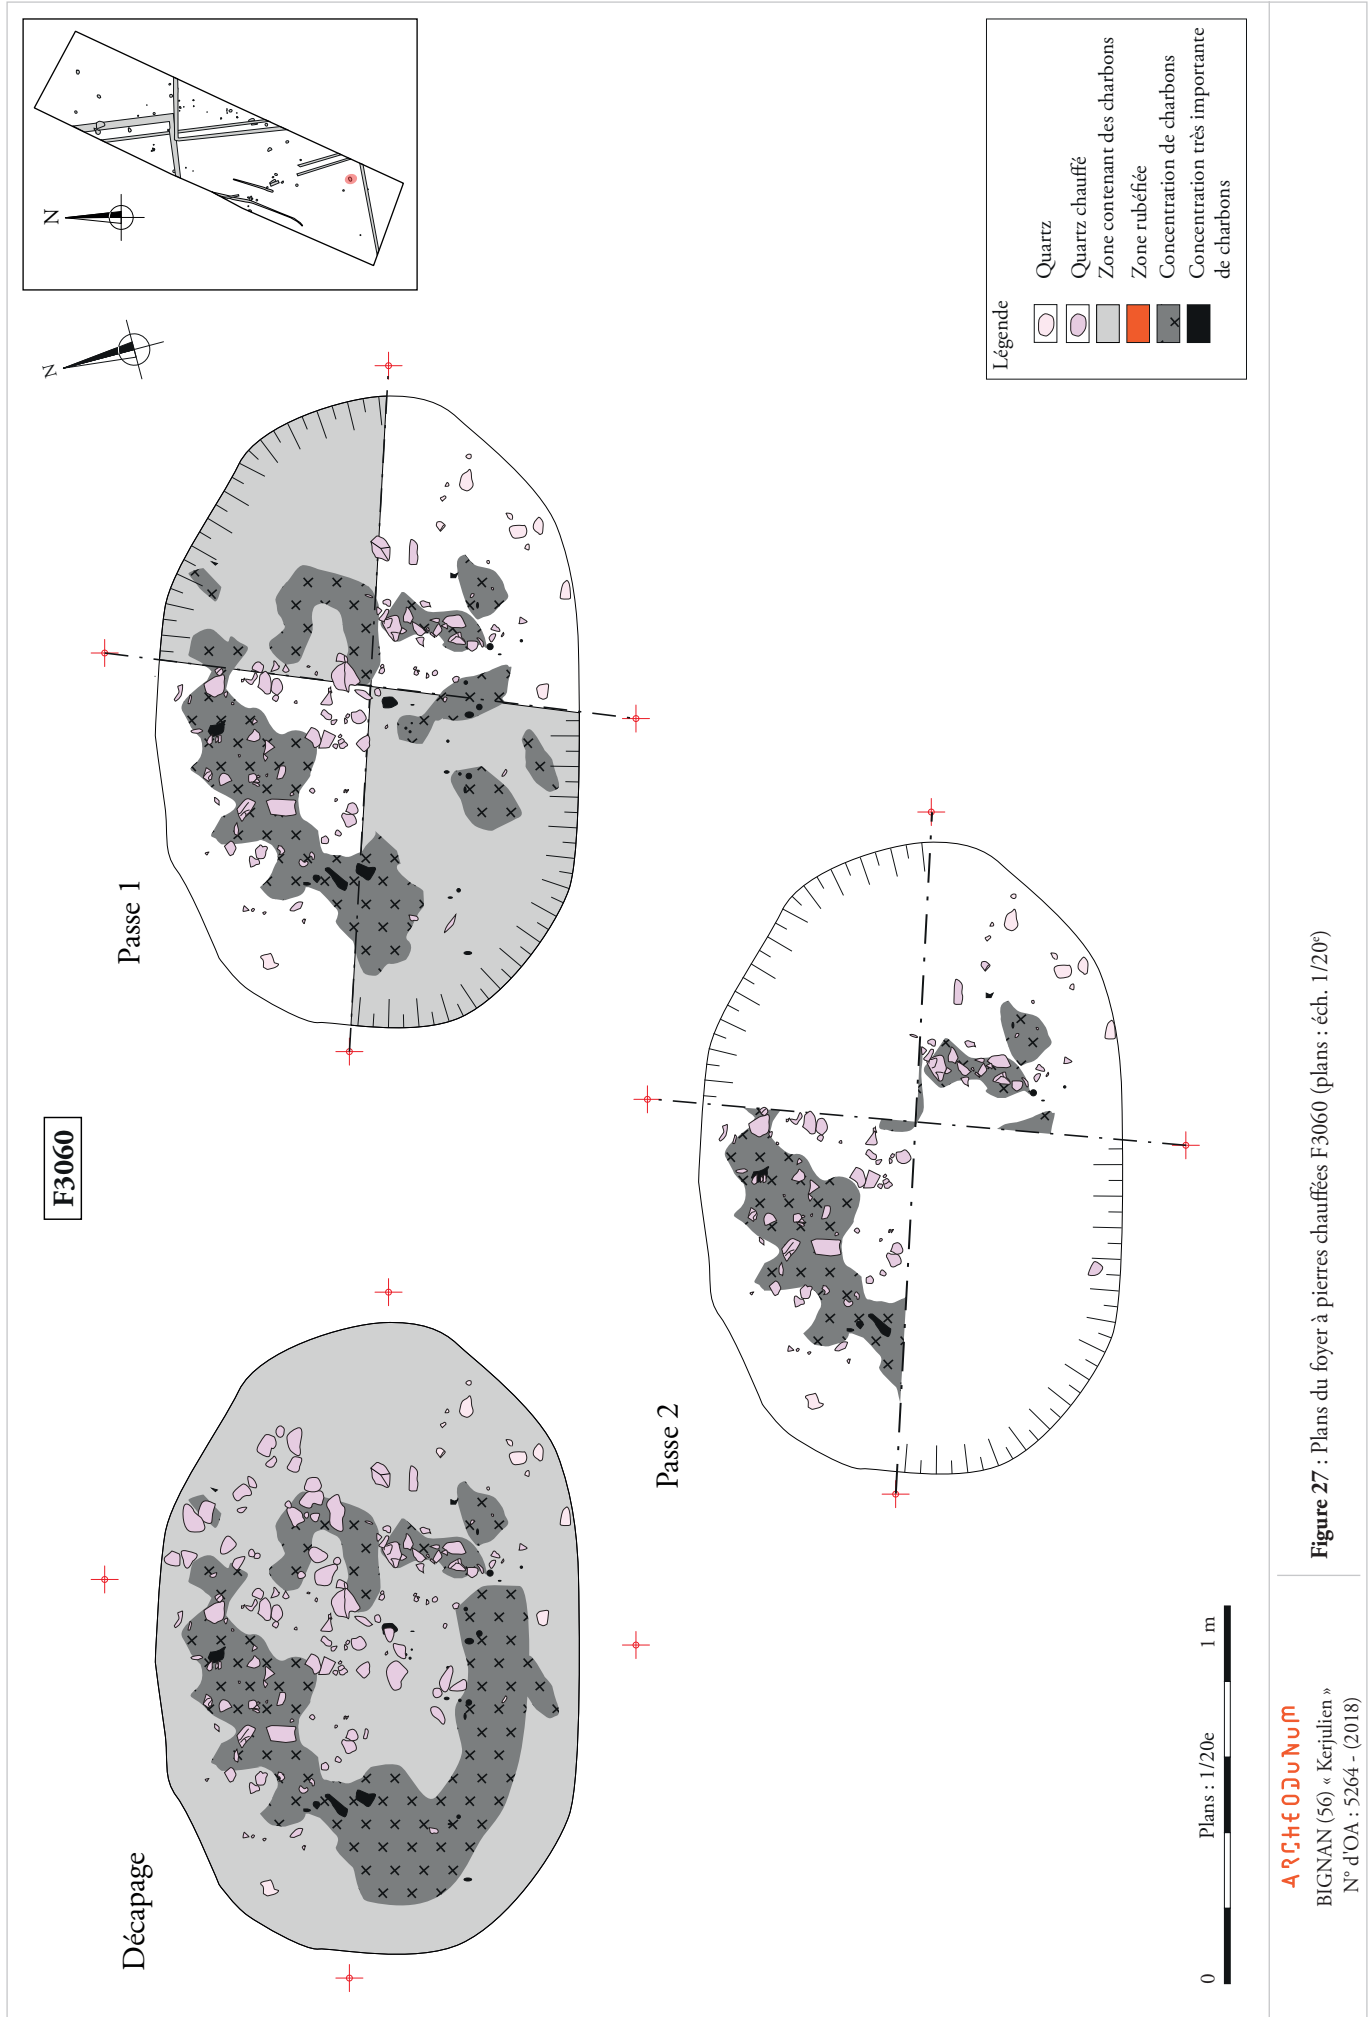 F3060
Décapage
Passe 1
Passe 2
N
N
Légende
Quartz
Quartz chauffé
Zone contenant des charbons
Zone rubéfiée
Concentration de charbons
Concentration très importante
de charbons
0 Plans : 1/20e 1 m
ARCHEODUNUM
BIGNAN (56) « Kerjulien »
N° d'OA : 5264 - (2018)
Figure 27 : Plans du foyer à pierres chauffées F3060 (plans : éch. 1/20e)